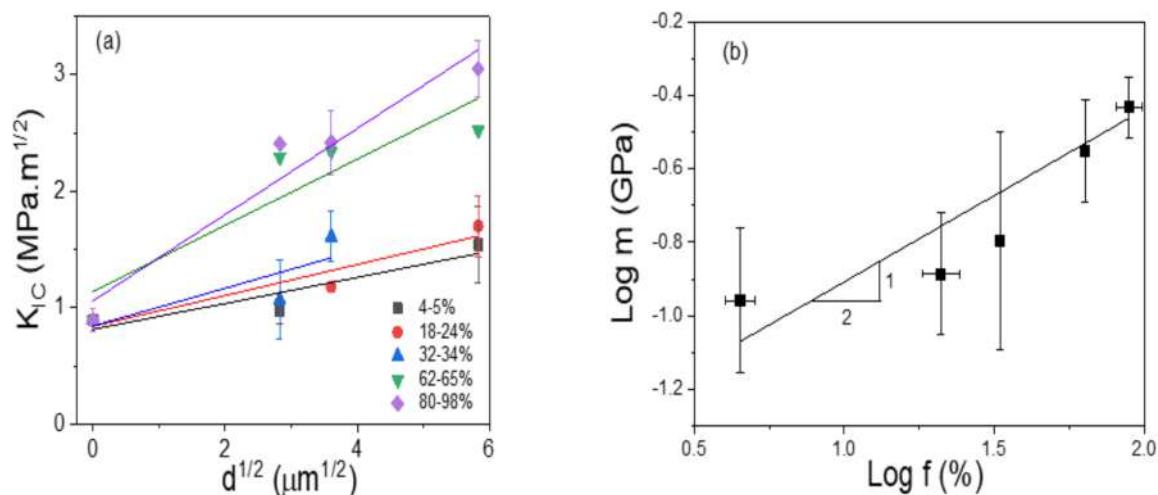 (a)
3
2
1
0
K_IC (MPa.m^1/2)
4-5%
18-24%
32-34%
62-65%
80-98%
0 2 4 6
d^1/2 (μm^1/2)
(b)
-0.2
-0.4
-0.6
-0.8
-1.0
-1.2
Log m (GPa)
1
2
0.5 1.0 1.5 2.0
Log f (%)